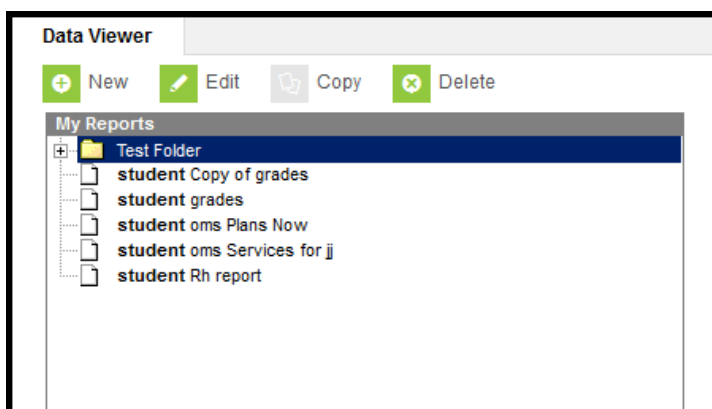 Data Viewer
New Edit Copy Delete
My Reports
Test Folder
student Copy of grades
student grades
student oms Plans Now
student oms Services for jj
student Rh report